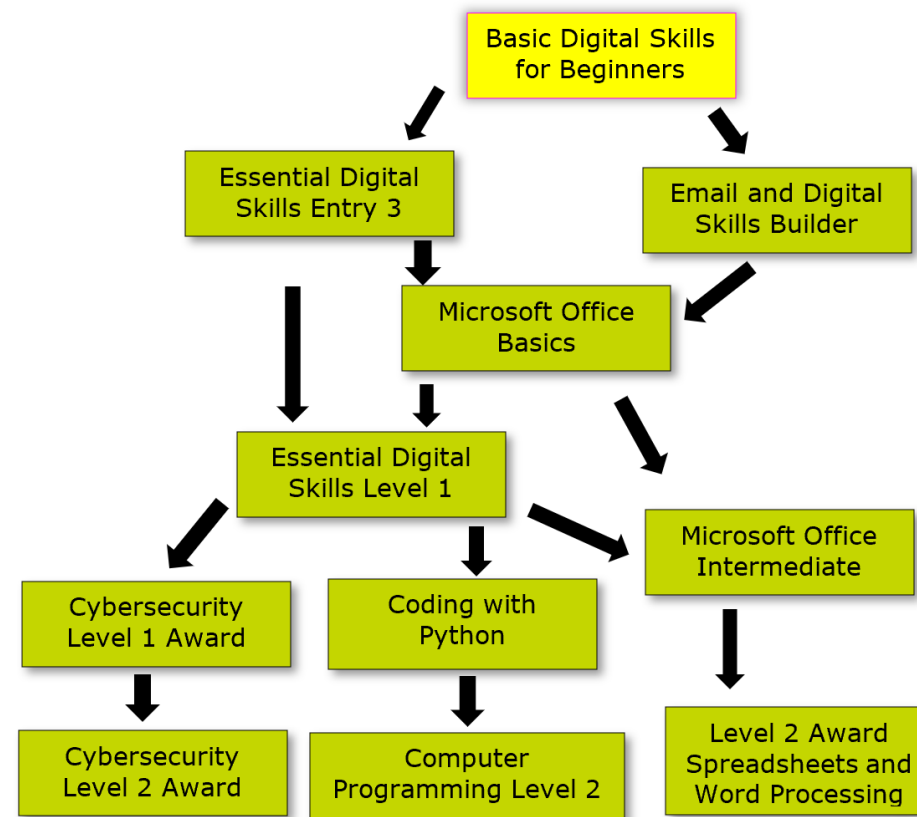 Basic Digital Skills
for Beginners
Essential Digital
Skills Entry 3
Email and Digital
Skills Builder
Microsoft Office
Basics
Essential Digital
Skills Level 1
Microsoft Office
Intermediate
Cybersecurity
Level 1 Award
Coding with
Python
Cybersecurity
Level 2 Award
Computer
Programming Level 2
Level 2 Award
Spreadsheets and
Word Processing